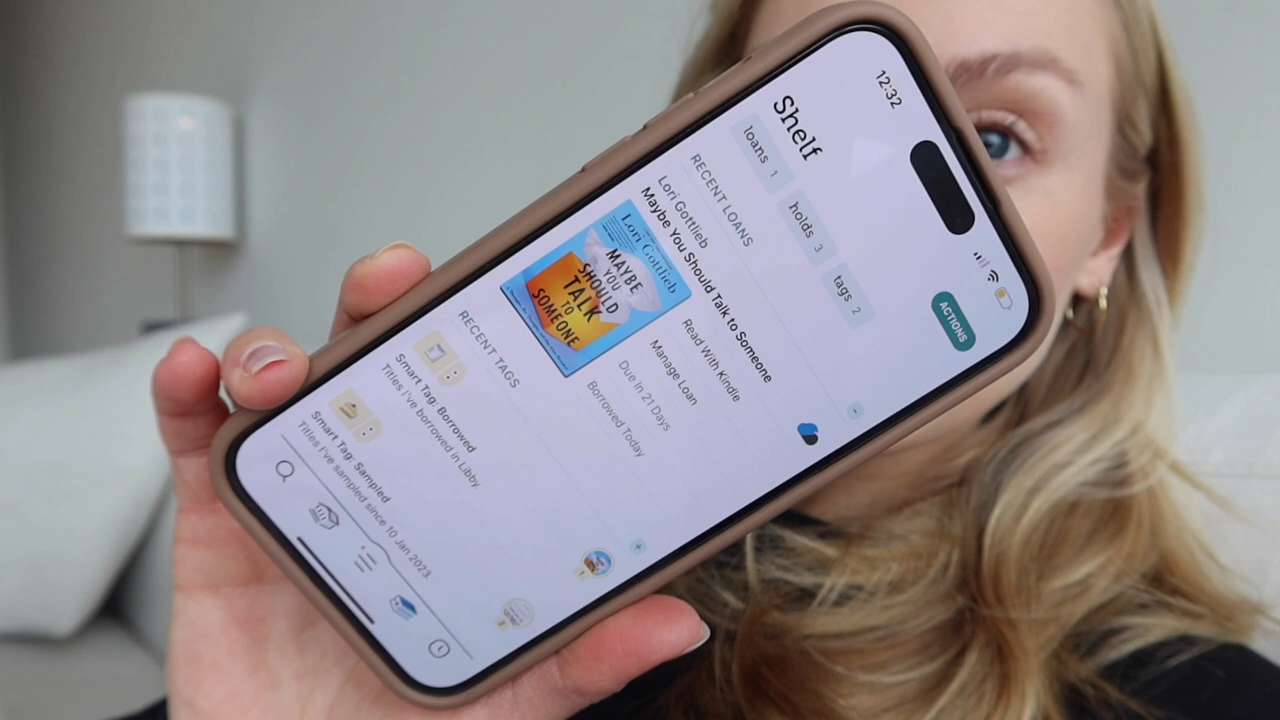 12:32
Shelf
ACTIONS
loans 1
holds 3
tags 2
RECENT LOANS
Lori Gottlieb
Maybe You Should Talk to Someone
Lori Gottlieb
MAYBE
YOU
SHOULD
TALK
TO
SOMEONE
Read With Kindle
Manage Loan
Due In 21 Days
Borrowed Today
RECENT TAGS
Smart Tag: Borrowed
Titles I've borrowed in Libby.
Smart Tag: Sampled
Titles I've sampled since 10 Jan 2023.